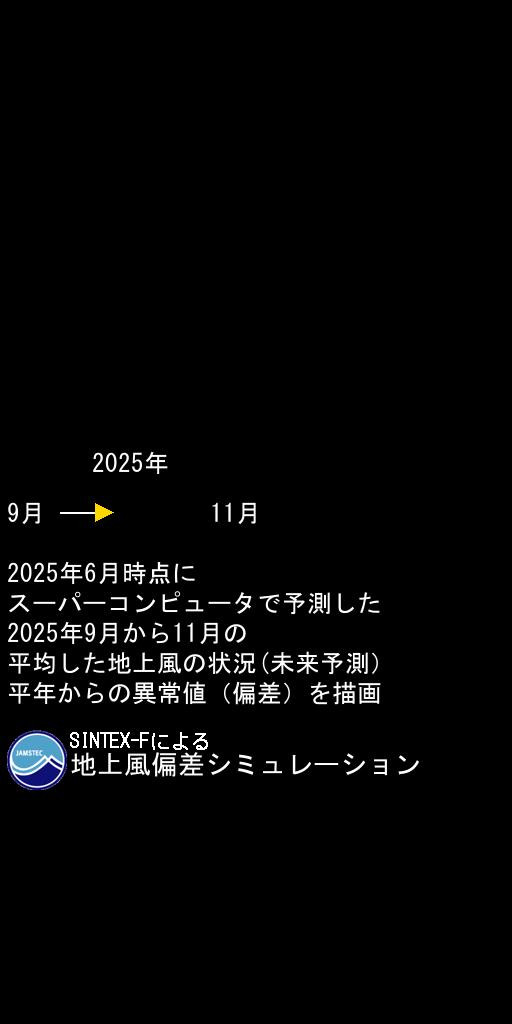 2025年
9月 11月
2025年6月時点に
スーパーコンピュータで予測した
2025年9月から11月の
平均した地上風の状況(未来予測)
平年からの異常値（偏差）を描画
SINTEX-Fによる
JAMSTEC
地上風偏差シミュレーション